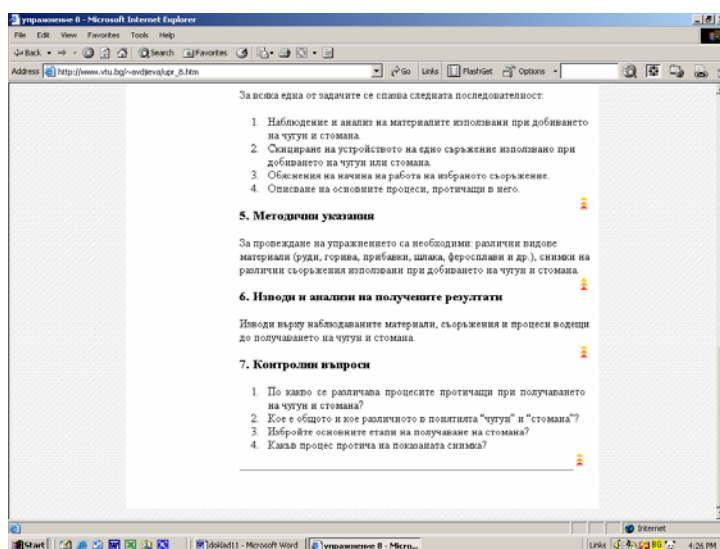 упражнение 8 - Microsoft Internet Explorer
File Edit View Favorites Tools Help
Back Search Favorites
Address http://www.vtu.bg/~avdjieva/upr_8.htm Go Links FlashGet Options
За всяка една от задачите се спазва следната последователност:
1. Наблюдение и анализ на материалите използвани при добиването
на чугун и стомана.
2. Скициране на устройството на едно съръжение използвано при
добиването на чугун или стомана.
3. Обяснения на начина на работа на избраното съоръжение.
4. Описване на основните процеси, протичащи в него.
5. Методични указания
За провеждане на упражнението са необходими: различни видове
материали (руди, горива, прибавки, шлака, феросплави и др.), снимки на
различни съоръжения използвани при добиването на чугун и стомана.
6. Изводи и анализи на получените резултати
Изводи върху наблюдаваните материали, съоръжения и процеси водещи
до получаването на чугун и стомана.
7. Контролни въпроси
1. По какво се различава процесите протичащи при получаването
на чугун и стомана?
2. Кое е общото и кое различното в понятията "чугун" и "стомана"?
3. Избройте основните етапи на получаване на стомана?
4. Какъв процес протича на показаната снимка?
Internet
Start doklad11 - Microsoft Word упражнение 8 - Micro... Links BG 4:26 PM